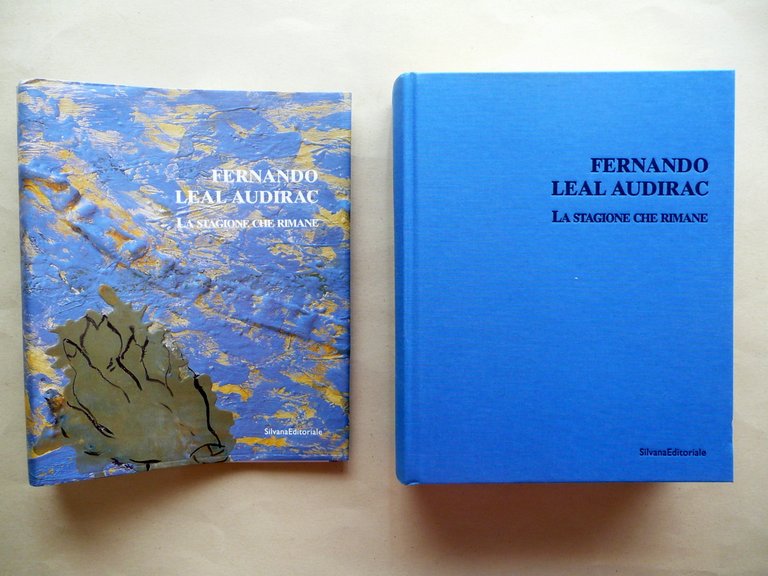 FERNANDO
LEAL AUDIRAC
LA STAGIONE CHE RIMANE
SilvanaEditoriale
FERNANDO
LEAL AUDIRAC
LA STAGIONE CHE RIMANE
SilvanaEditoriale